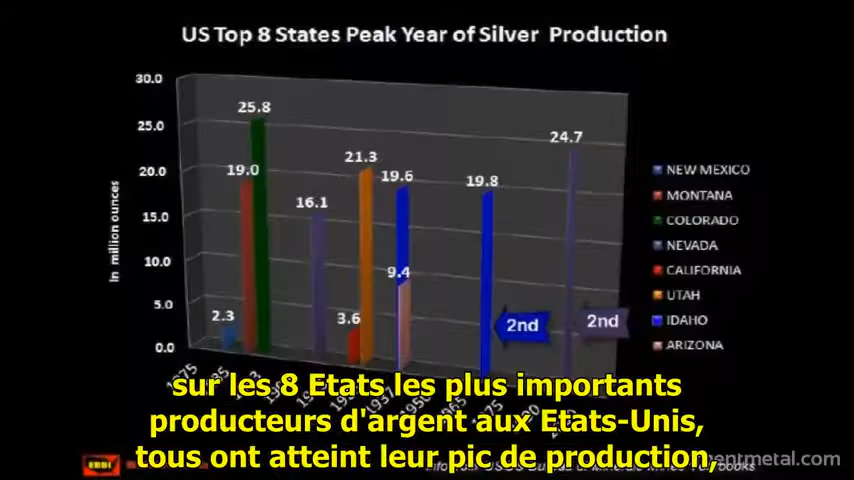 US Top 8 States Peak Year of Silver Production
30.0
25.0
20.0
15.0
10.0
5.0
0.0
In million ounces
2.3
19.0
25.8
16.1
3.6
21.3
19.6
9.4
19.8
24.7
2nd
2nd
NEW MEXICO
MONTANA
COLORADO
NEVADA
CALIFORNIA
UTAH
IDAHO
ARIZONA
sur les 8 Etats les plus importants
producteurs d'argent aux Etats-Unis,
tous ont atteint leur pic de production,